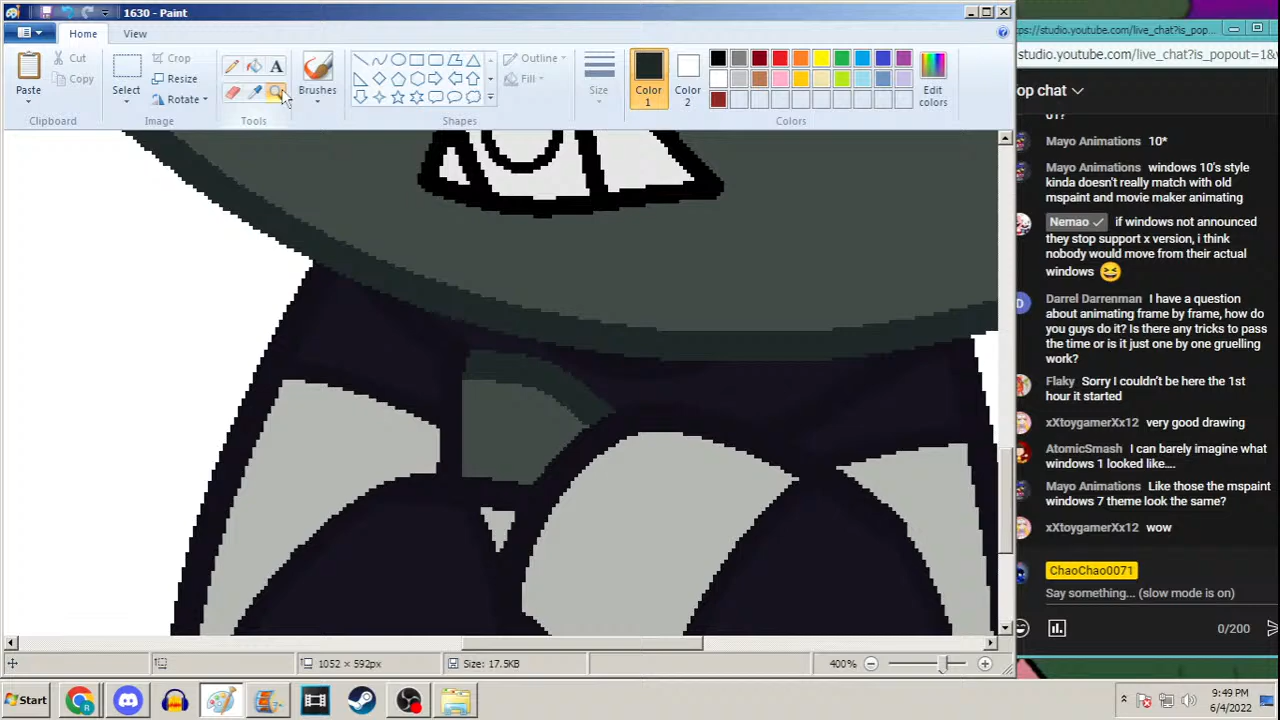 1630 - Paint
https://studio.youtube.com/live_chat?is_pop...
Home
View
studio.youtube.com/live_chat?is_popout=1&
Paste
Cut
Copy
Select
Crop
Resize
Rotate
A
Brushes
Outline
Fill
Size
Color
1
Color
2
Edit
colors
Clipboard
Image
Tools
Shapes
Colors
op chat
01?
Mayo Animations 10*
Mayo Animations windows 10's style
kinda doesn't really match with old
mspaint and movie maker animating
Nemao if windows not announced
they stop support x version, i think
nobody would move from their actual
windows
Darrel Darrenman I have a question
about animating frame by frame, how do
you guys do it? Is there any tricks to pass
the time or is it just one by one gruelling
work?
Flaky Sorry I couldn't be here the 1st
hour it started
xXtoygamerXx12 very good drawing
AtomicSmash I can barely imagine what
windows 1 looked like....
Mayo Animations Like those the mspaint
windows 7 theme look the same?
xXtoygamerXx12 wow
ChaoChao0071
Say something... (slow mode is on)
0/200
1052 × 592px
Size: 17.5KB
400%
Start
9:49 PM
6/4/2022